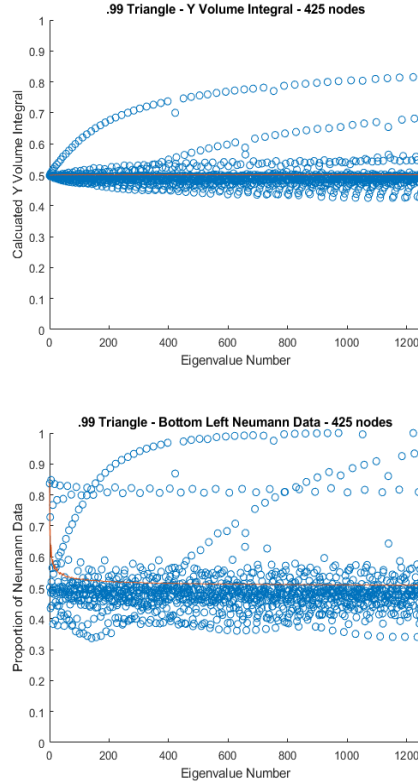 .99 Triangle - Y Volume Integral - 425 nodes
1
0.9
0.8
0.7
0.6
0.5
0.4
0.3
0.2
0.1
0
Calcuated Y Volume Integral
0 200 400 600 800 1000 1200
Eigenvalue Number
.99 Triangle - Bottom Left Neumann Data - 425 nodes
1
0.9
0.8
0.7
0.6
0.5
0.4
0.3
0.2
0.1
0
Proportion of Neumann Data
0 200 400 600 800 1000 1200
Eigenvalue Number